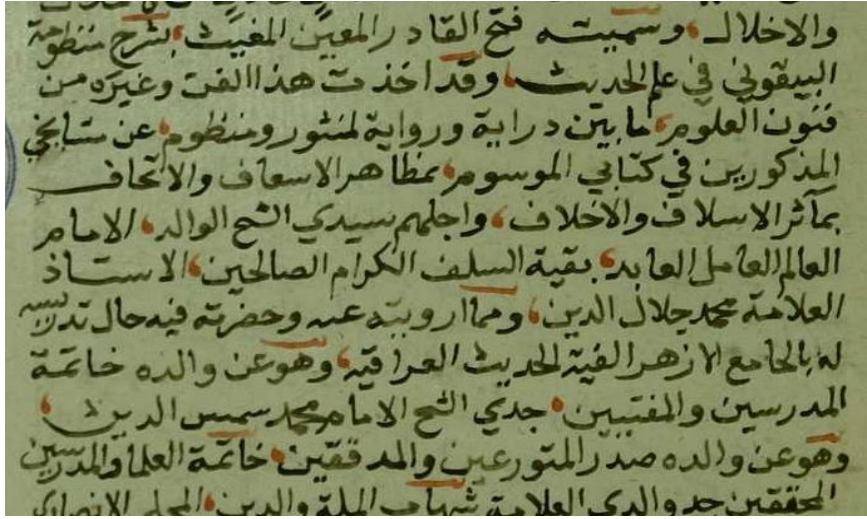 والاخلال، وسميته فتح القادر المعين المغيث، بشرح منظومة
البيقوني في علم الحديث، وقد اخذت هذا الفن وغيره من
فنون العلوم، ما بين دراية ورواية لمنثور ومنظوم، عن مشايخي
المذكورين في كتابي الموسوم، بمظاهر الاسعاف والاتحاف
بمآثر الاسلاف والاخلاف، واجلهم سيدي الشيخ الوالد، الامام
العالم العامل العابد، بقية السلف الكرام الصالحين، الاستاذ
العلامة محمد جلال الدين، ومما ارويته عنه وحضرته فيه حال تدريسه
له بالجامع الازهر الفية الحديث العراقية، وهو عن والده خاتمة
المدرسين والمفتيين، جدي الشيخ الامام محمد شمس الدين،
وهو عن والده صدر المتورعين والمدققين، خاتمة العلما والمدرسين
المحققين جد والدي العلامة شهاب الملة والدين، المحلي الانصاري